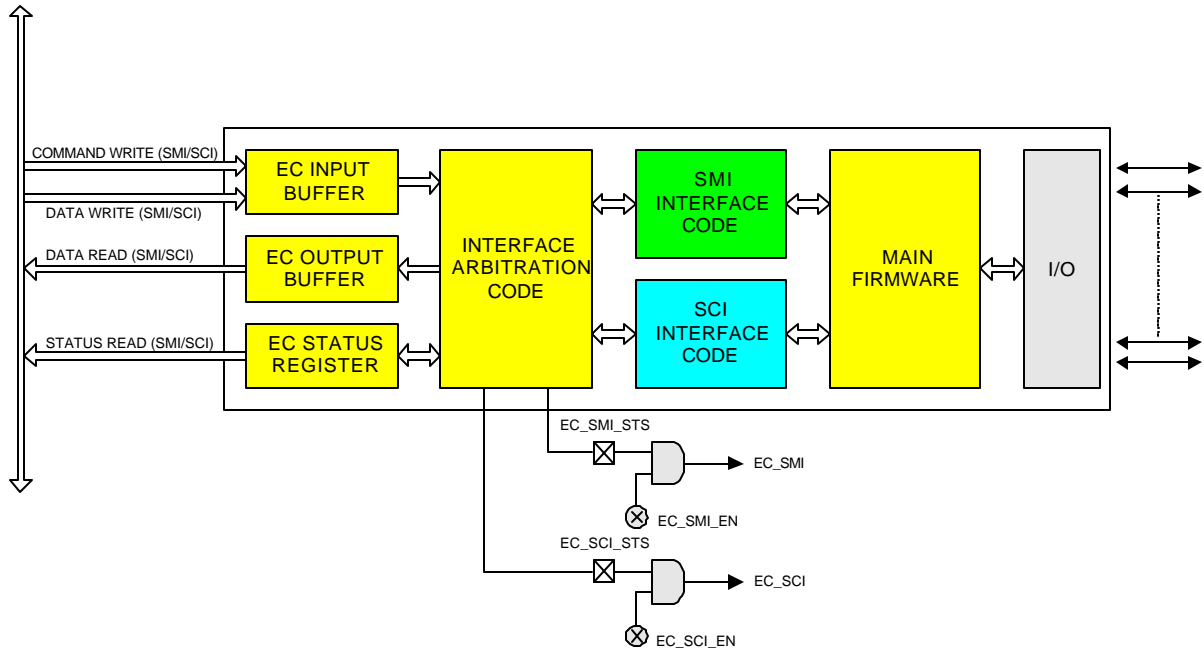 COMMAND WRITE (SMI/SCI)
DATA WRITE (SMI/SCI)
DATA READ (SMI/SCI)
STATUS READ (SMI/SCI)
EC INPUT
BUFFER
EC OUTPUT
BUFFER
EC STATUS
REGISTER
INTERFACE
ARBITRATION
CODE
SMI
INTERFACE
CODE
SCI
INTERFACE
CODE
MAIN
FIRMWARE
I/O
EC_SMI_STS
EC_SMI
EC_SMI_EN
EC_SCI_STS
EC_SCI
EC_SCI_EN